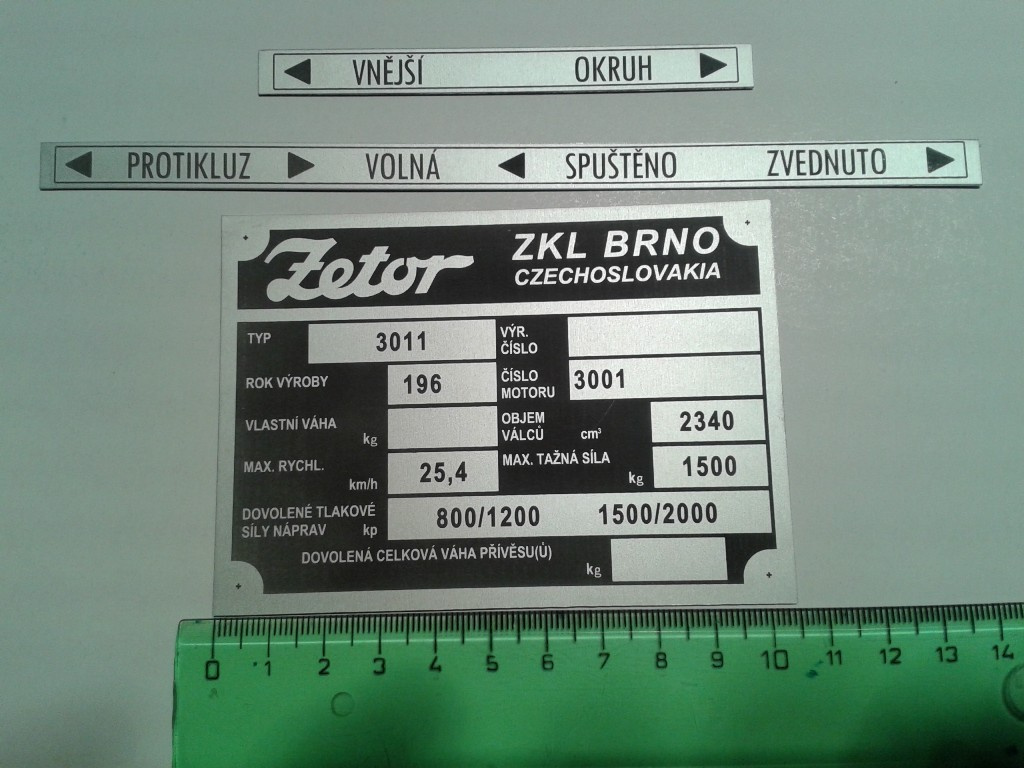 ◀ VNĚJŠÍ OKRUH ▶
◀ PROTIKLUZ ▶ VOLNÁ ◀ SPUŠTĚNO ZVEDNUTO ▶
Zetor ZKL BRNO
CZECHOSLOVAKIA
TYP 3011 VÝR. ČÍSLO
ROK VÝROBY 196 ČÍSLO MOTORU 3001
VLASTNÍ VÁHA kg OBJEM VÁLCŮ cm³ 2340
MAX. RYCHL. km/h 25,4 MAX. TAŽNÁ SÍLA kg 1500
DOVOLENÉ TLAKOVÉ SÍLY NÁPRAV kp 800/1200 1500/2000
DOVOLENÁ CELKOVÁ VÁHA PŘÍVĚSU(Ů) kg
0 1 2 3 4 5 6 7 8 9 10 11 12 13 14